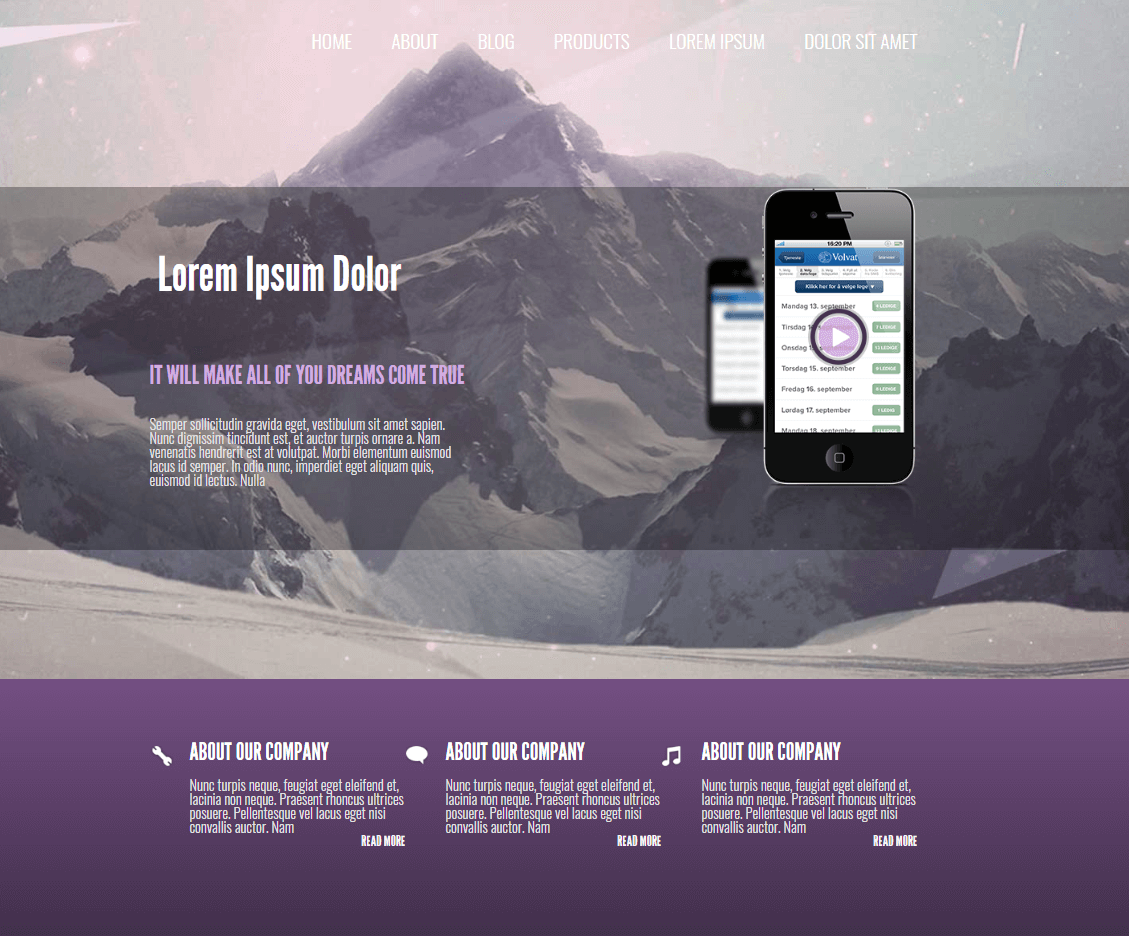 HOME ABOUT BLOG PRODUCTS LOREM IPSUM DOLOR SIT AMET
Lorem Ipsum Dolor
IT WILL MAKE ALL OF YOU DREAMS COME TRUE
Semper sollicitudin gravida eget, vestibulum sit amet sapien.
Nunc dignissim tincidunt est, et auctor turpis ornare a. Nam
venenatis hendrerit est at volutpat. Morbi elementum euismod
lacus id semper. In odio nunc, imperdiet eget aliquam quis,
euismod id lectus. Nulla
16:20 PM
Tjeneste Volvat
Klikk her for å velge lege
Mandag 13. september
Tirsdag
Onsdag
Torsdag 15. september
Fredag 16. september
Lørdag 17. september
Mandag 18. september
ABOUT OUR COMPANY
Nunc turpis neque, feugiat eget eleifend et,
lacinia non neque. Praesent rhoncus ultrices
posuere. Pellentesque vel lacus eget nisi
convallis auctor. Nam
READ MORE
ABOUT OUR COMPANY
Nunc turpis neque, feugiat eget eleifend et,
lacinia non neque. Praesent rhoncus ultrices
posuere. Pellentesque vel lacus eget nisi
convallis auctor. Nam
READ MORE
ABOUT OUR COMPANY
Nunc turpis neque, feugiat eget eleifend et,
lacinia non neque. Praesent rhoncus ultrices
posuere. Pellentesque vel lacus eget nisi
convallis auctor. Nam
READ MORE